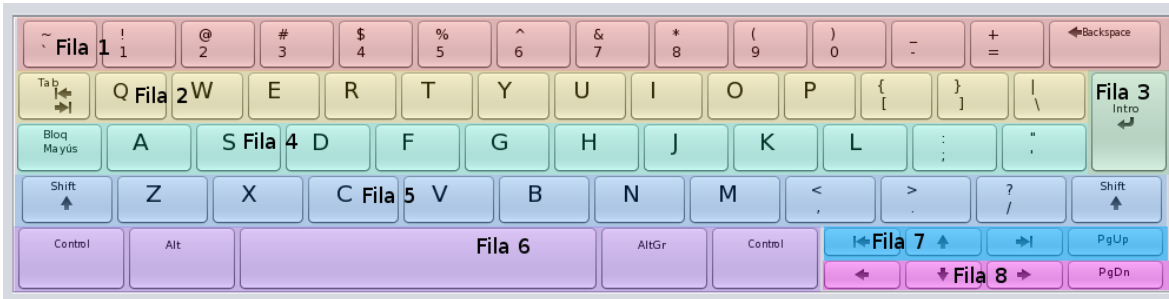 ~ ` Fila 1 ! 1 @ 2 # 3 $ 4 % 5 ^ 6 & 7 * 8 ( 9 ) 0 _ - + = Backspace
Tab Q Fila 2 W E R T Y U I O P { [ } ] | \ Fila 3 Intro
Bloq Mayús A S Fila 4 D F G H J K L : ; " '
Shift Z X C Fila 5 V B N M < , > . ? / Shift
Control Alt Fila 6 AltGr Control Fila 7 PgUp
Fila 8 PgDn